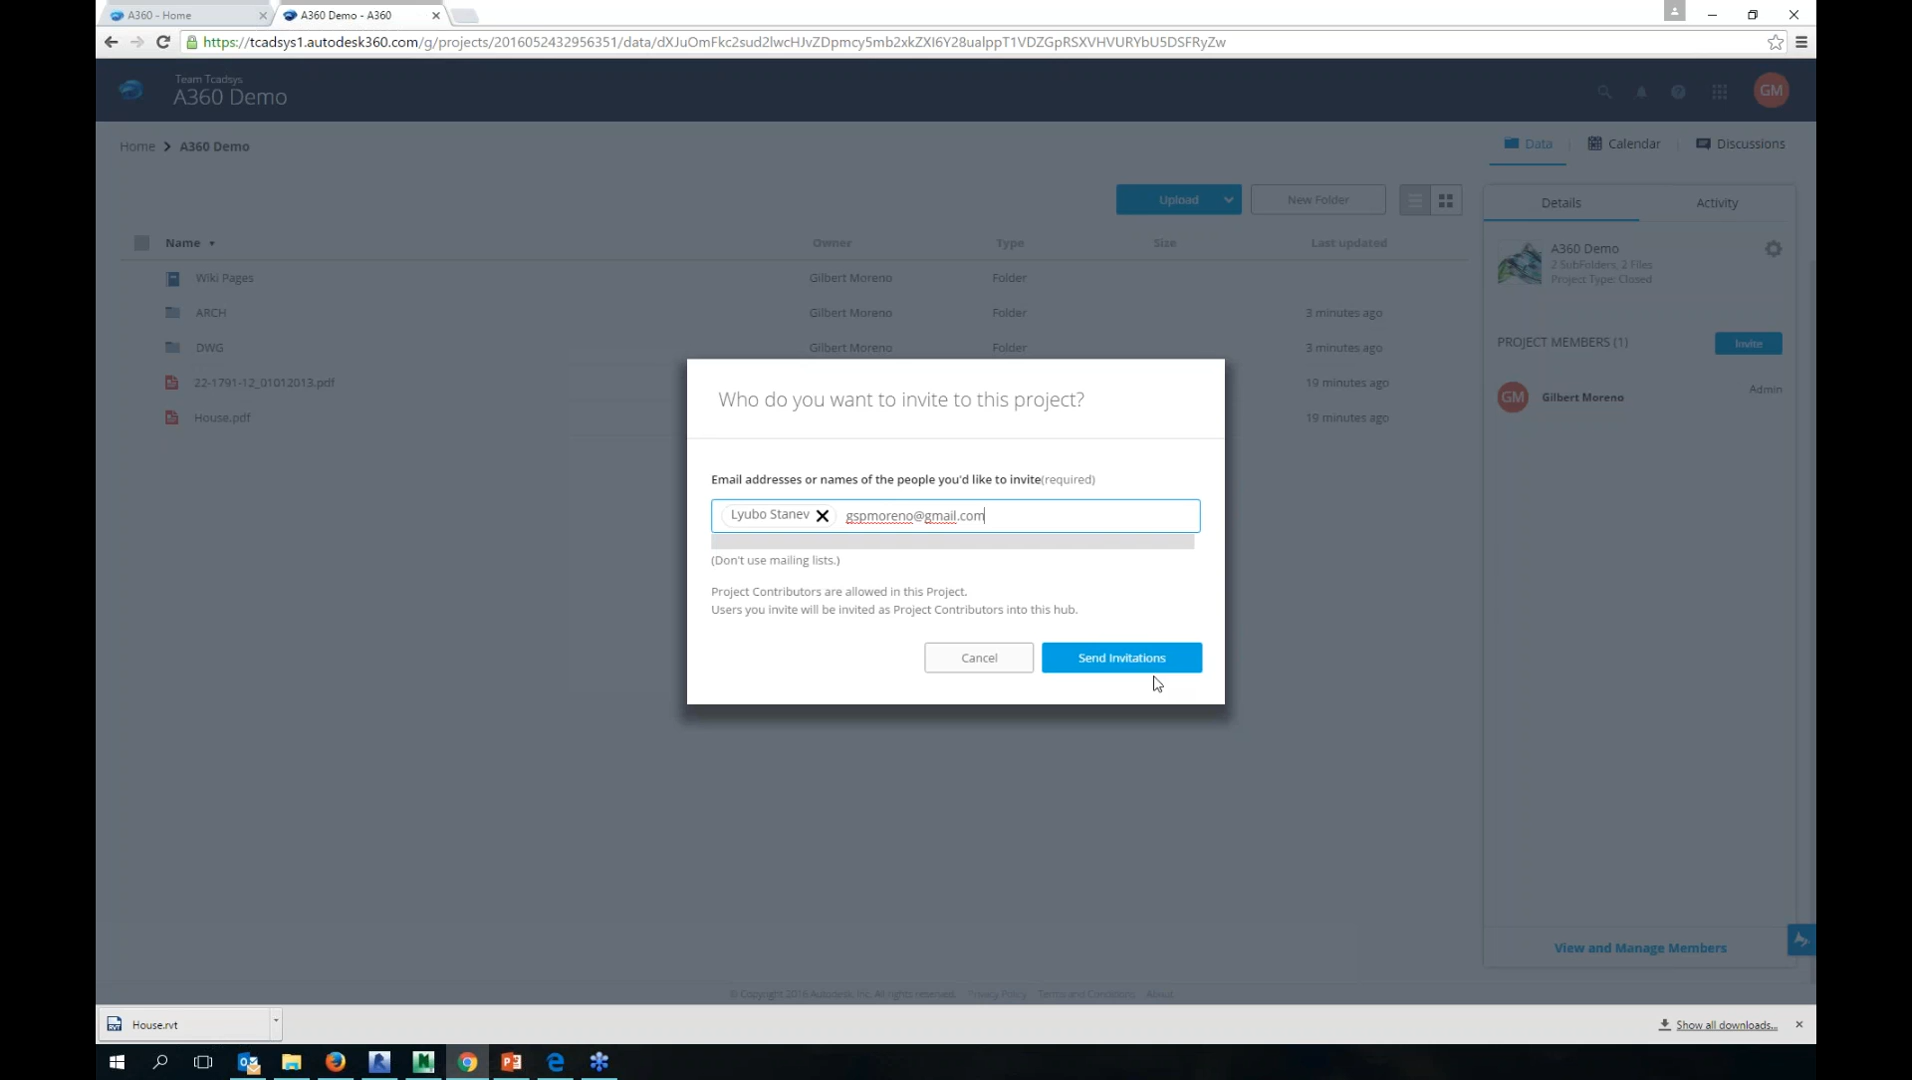 A360 - Home
A360 Demo - A360
https://tcadsys1.autodesk360.com/g/projects/2016052432956351/data/dXJuOmFkc2sud2lwcHJvZDpmcy5mb2xkZXI6Y28ualppT1VDZGpRSXVHVURYbU5DSFRyZw
Team Tcadsys
A360 Demo
GM
Home > A360 Demo
Data
Calendar
Discussions
Upload
New Folder
Details
Activity
Name
Owner
Type
Size
Last updated
A360 Demo
2 SubFolders, 2 Files
Project Type: Closed
Wiki Pages
Gilbert Moreno
Folder
ARCH
Gilbert Moreno
Folder
3 minutes ago
DWG
Gilbert Moreno
Folder
3 minutes ago
PROJECT MEMBERS (1)
Invite
22-1791-12_01012013.pdf
19 minutes ago
GM
Gilbert Moreno
Admin
House.pdf
19 minutes ago
Who do you want to invite to this project?
Email addresses or names of the people you'd like to invite(required)
Lyubo Stanev
gspmoreno@gmail.com
(Don't use mailing lists.)
Project Contributors are allowed in this Project.
Users you invite will be invited as Project Contributors into this hub.
Cancel
Send Invitations
View and Manage Members
© Copyright 2016 Autodesk, Inc. All rights reserved.
Privacy Policy
Terms and Conditions
About
House.rvt
Show all downloads...